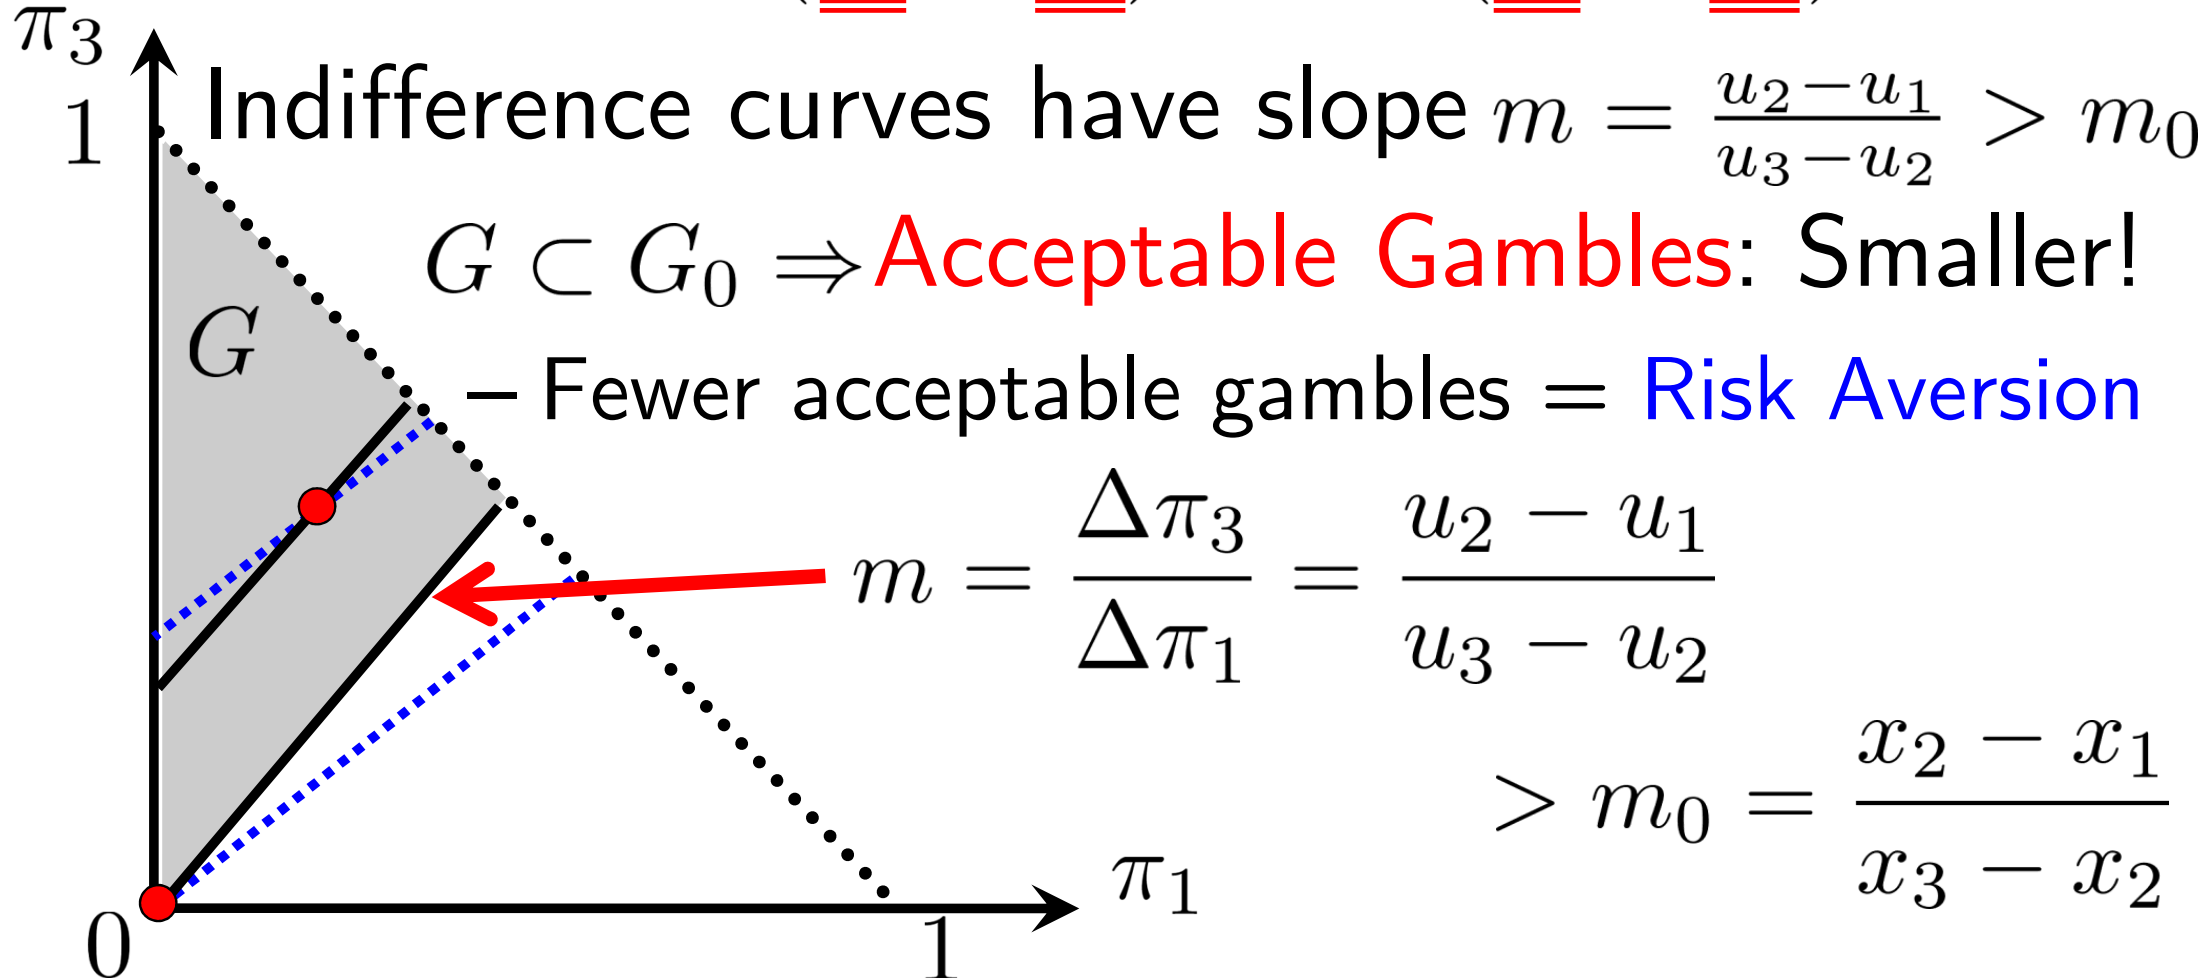 π₃
1
Indifference curves have slope m = (u₂−u₁)/(u₃−u₂) > m₀
G ⊂ G₀ ⇒ Acceptable Gambles: Smaller!
G
– Fewer acceptable gambles = Risk Aversion
m = Δπ₃/Δπ₁ = (u₂ − u₁)/(u₃ − u₂)
> m₀ = (x₂ − x₁)/(x₃ − x₂)
π₁
0
1